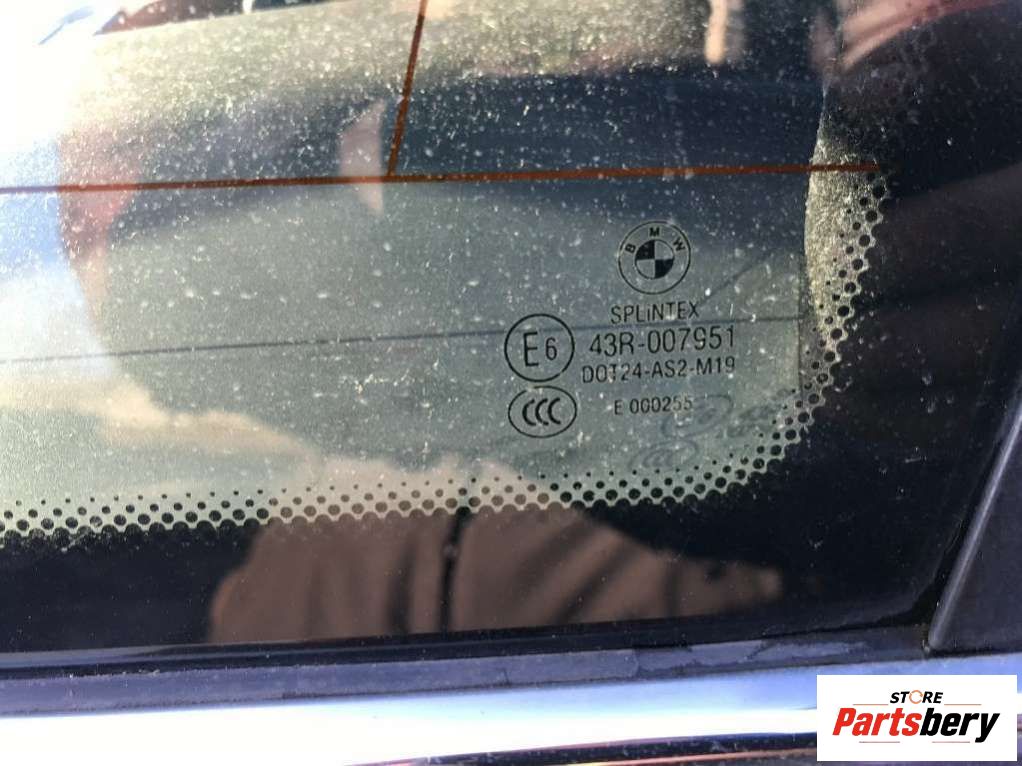 BMW
SPLiNTEX
E6 43R-007951
DOT24-AS2-M19
CCC E 000255
STORE
Partsbery